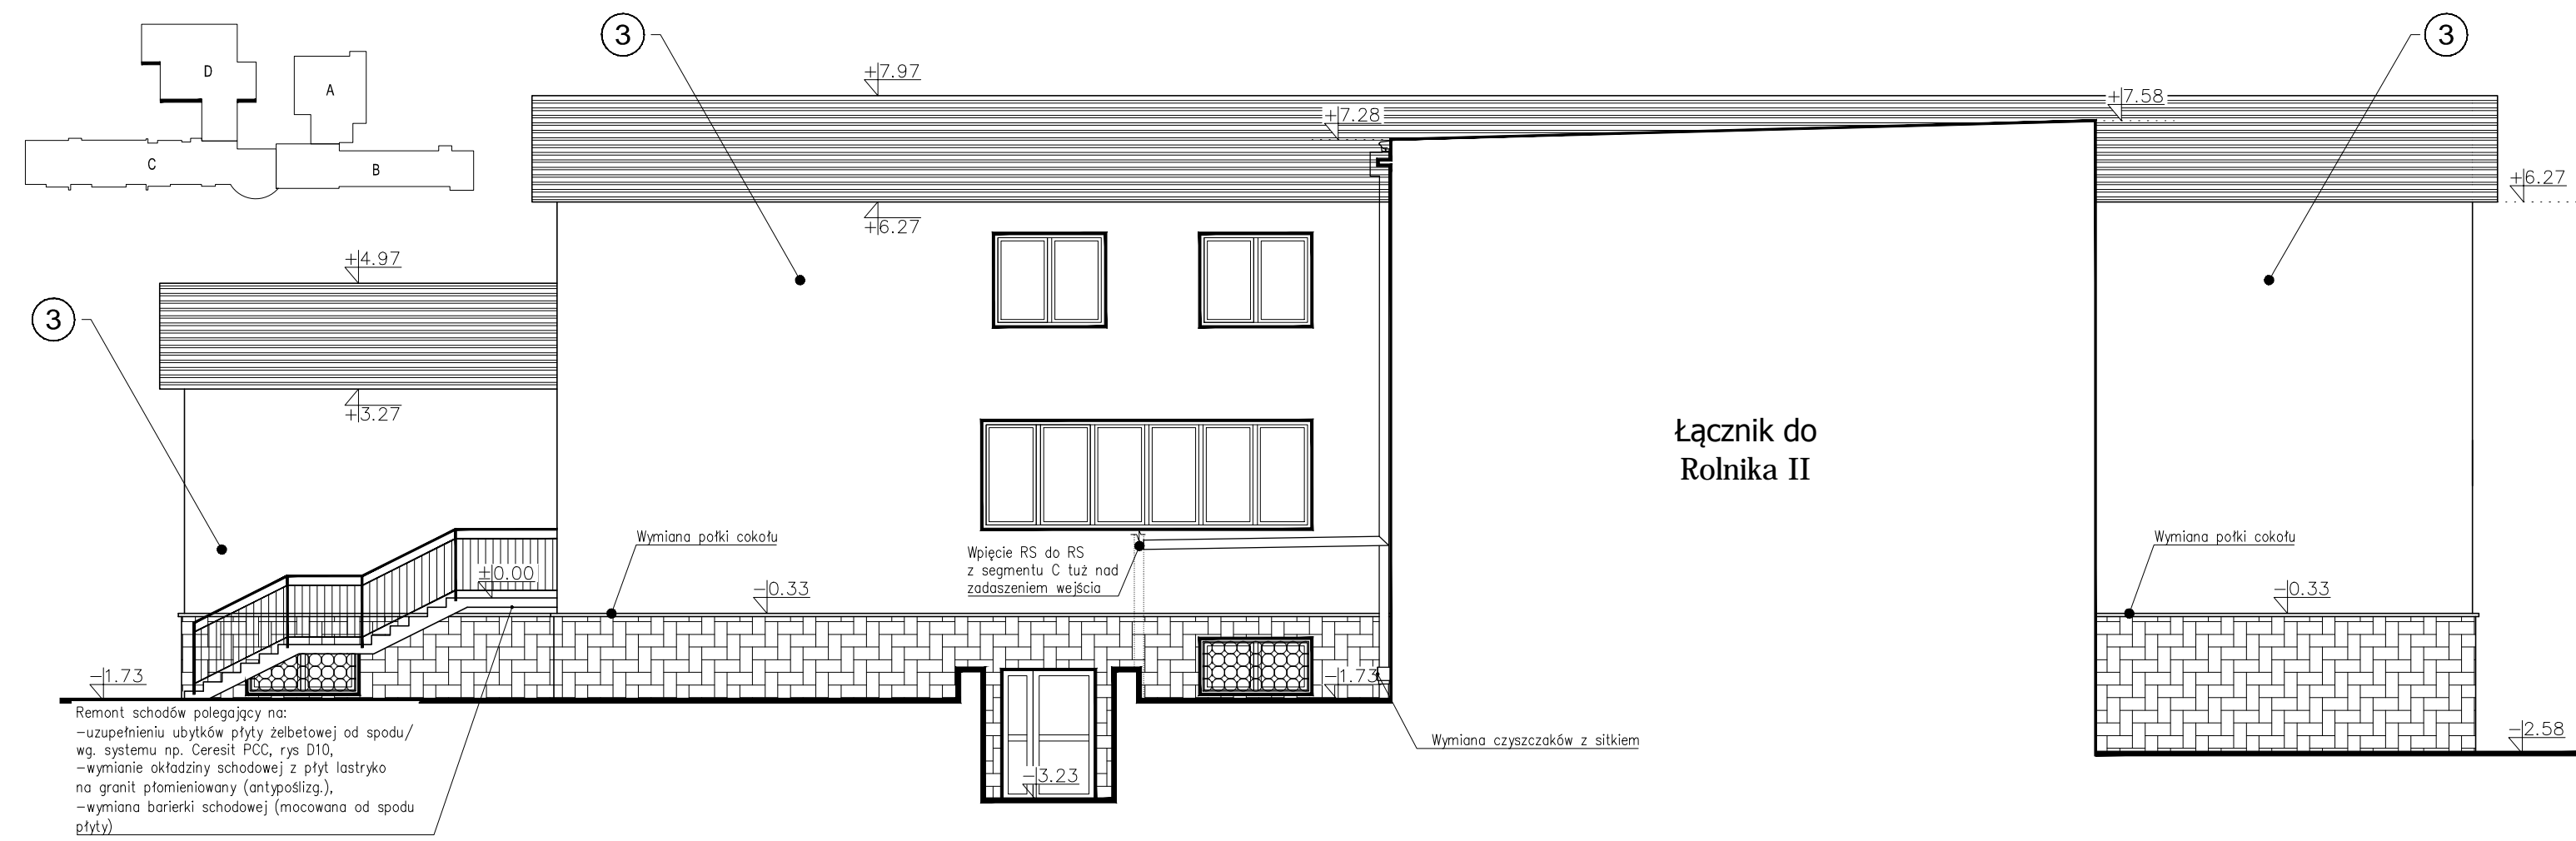 3
3
+7.97
D
A
+7.58
+7.28
C
B
+6.27
+6.27
+4.97
3
+3.27
Łącznik do
Rolnika II
Wymiana połki cokołu
Wymiana połki cokołu
Wpięcie RS do RS
z segmentu C tuż nad
zadaszeniem wejścia
±0.00
-0.33
-0.33
-1.73
-1.73
Remont schodów polegający na:
-uzupełnieniu ubytków płyty żelbetowej od spodu/
wg. systemu np. Ceresit PCC, rys D10,
-wymianie okładziny schodowej z płyt lastryko
na granit płomieniowany (antypoślizg.),
-wymiana barierki schodowej (mocowana od spodu
płyty)
Wymiana czyszczaków z sitkiem
-2.58
-3.23